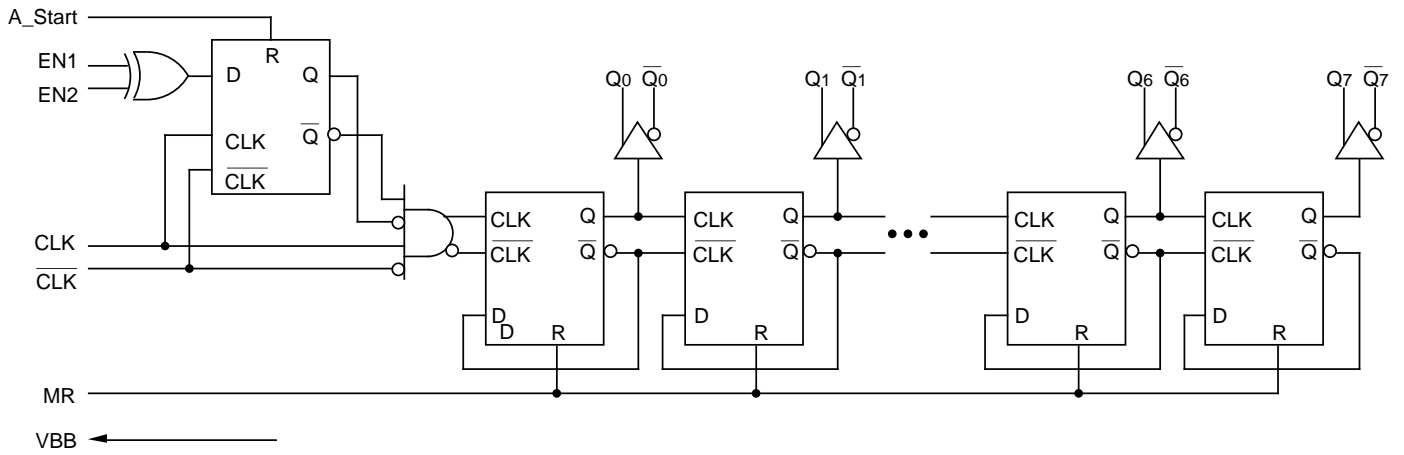 A_Start
EN1
EN2
R
D
Q
CLK
Q̅
C̅L̅K̅
CLK
C̅L̅K̅
Q0 Q̅0̅
Q1 Q̅1̅
Q6 Q̅6̅
Q7 Q̅7̅
CLK Q
C̅L̅K̅ Q̅
D
D
R
CLK Q
C̅L̅K̅ Q̅
D
R
•••
CLK Q
C̅L̅K̅ Q̅
D
R
CLK Q
C̅L̅K̅ Q̅
D
R
MR
VBB